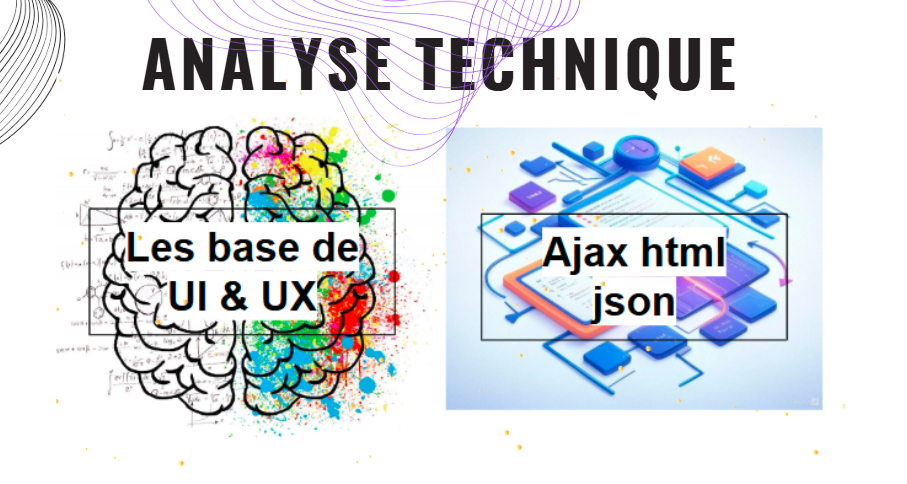 ANALYSE TECHNIQUE
Les base de
UI & UX
Ajax html
json